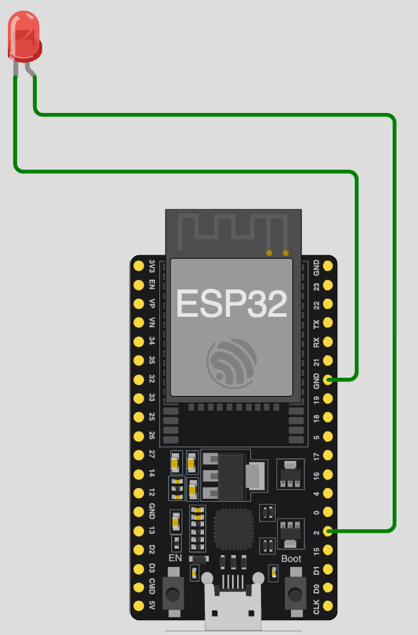 ESP32
3V3
EN
VP
VN
34
35
32
33
25
26
27
14
12
GND
13
D2
D3
CMD
5V
GND
23
22
TX
RX
21
GND
19
18
5
17
16
4
0
2
15
D1
D0
CLK
EN
Boot